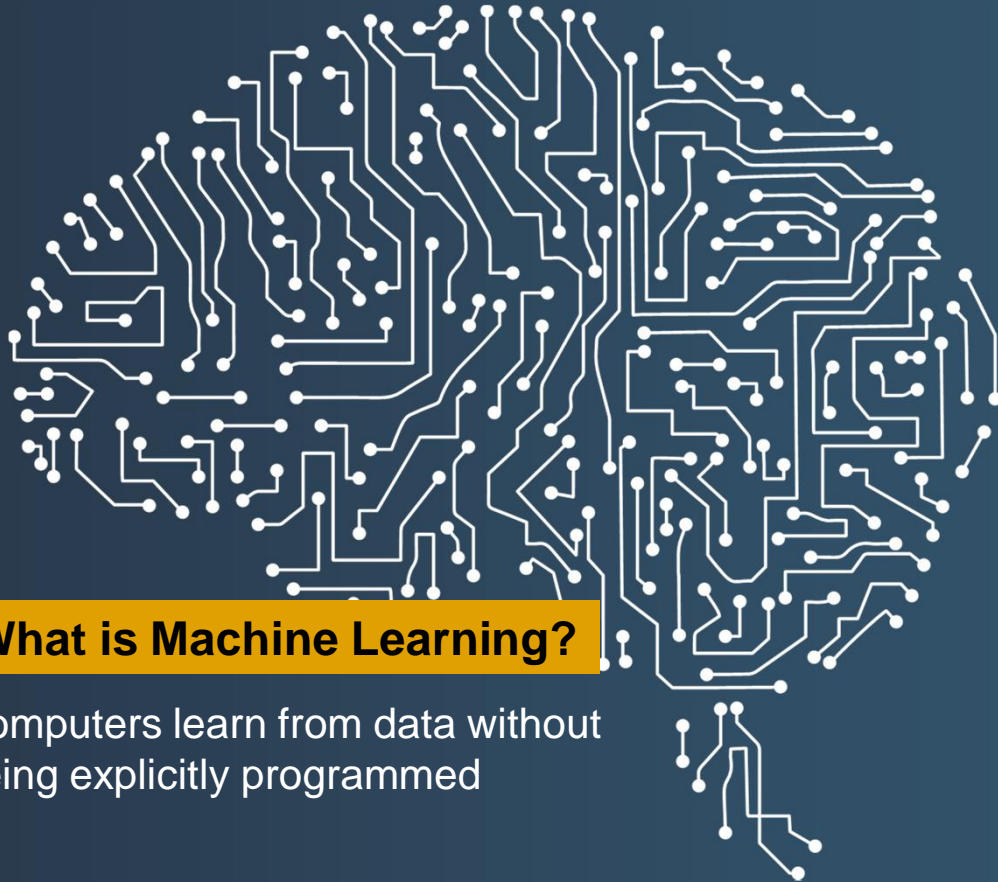 What is Machine Learning?
omputers learn from data without
eing explicitly programmed